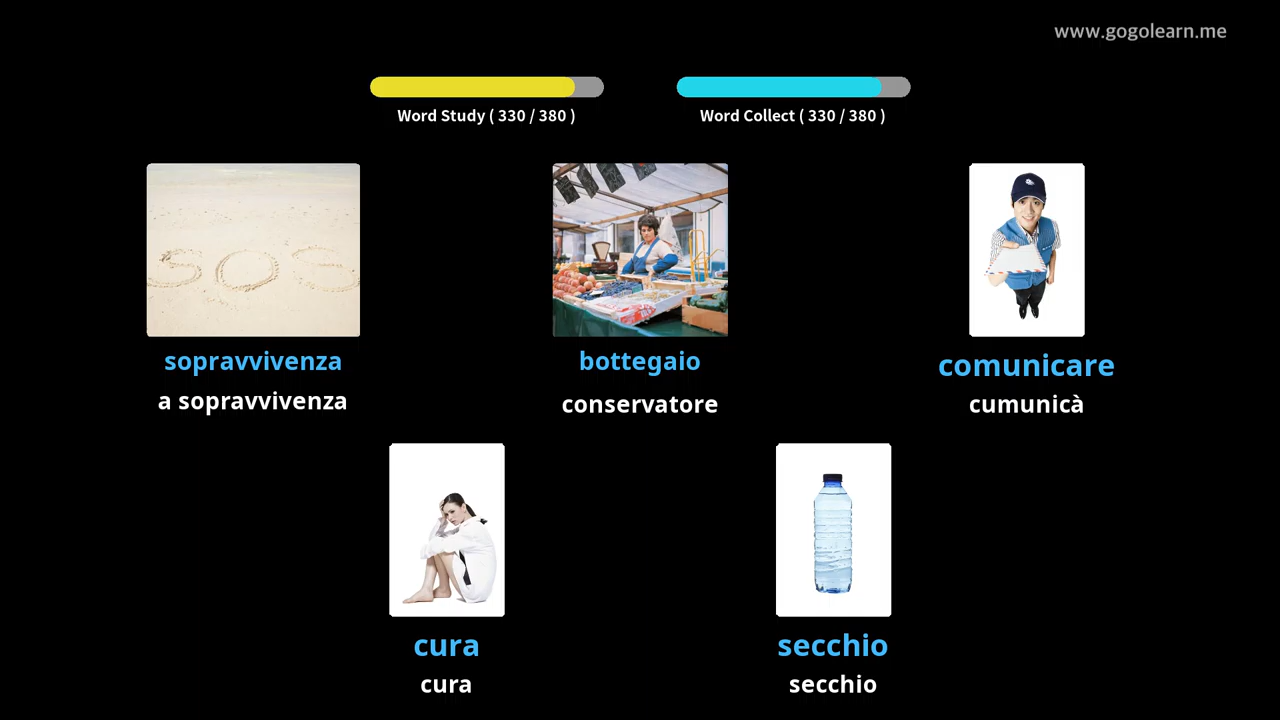 www.gogolearn.me
Word Study ( 330 / 380 )
Word Collect ( 330 / 380 )
SOS
sopravvivenza
a sopravvivenza
bottegaio
conservatore
comunicare
cumunicà
cura
cura
secchio
secchio